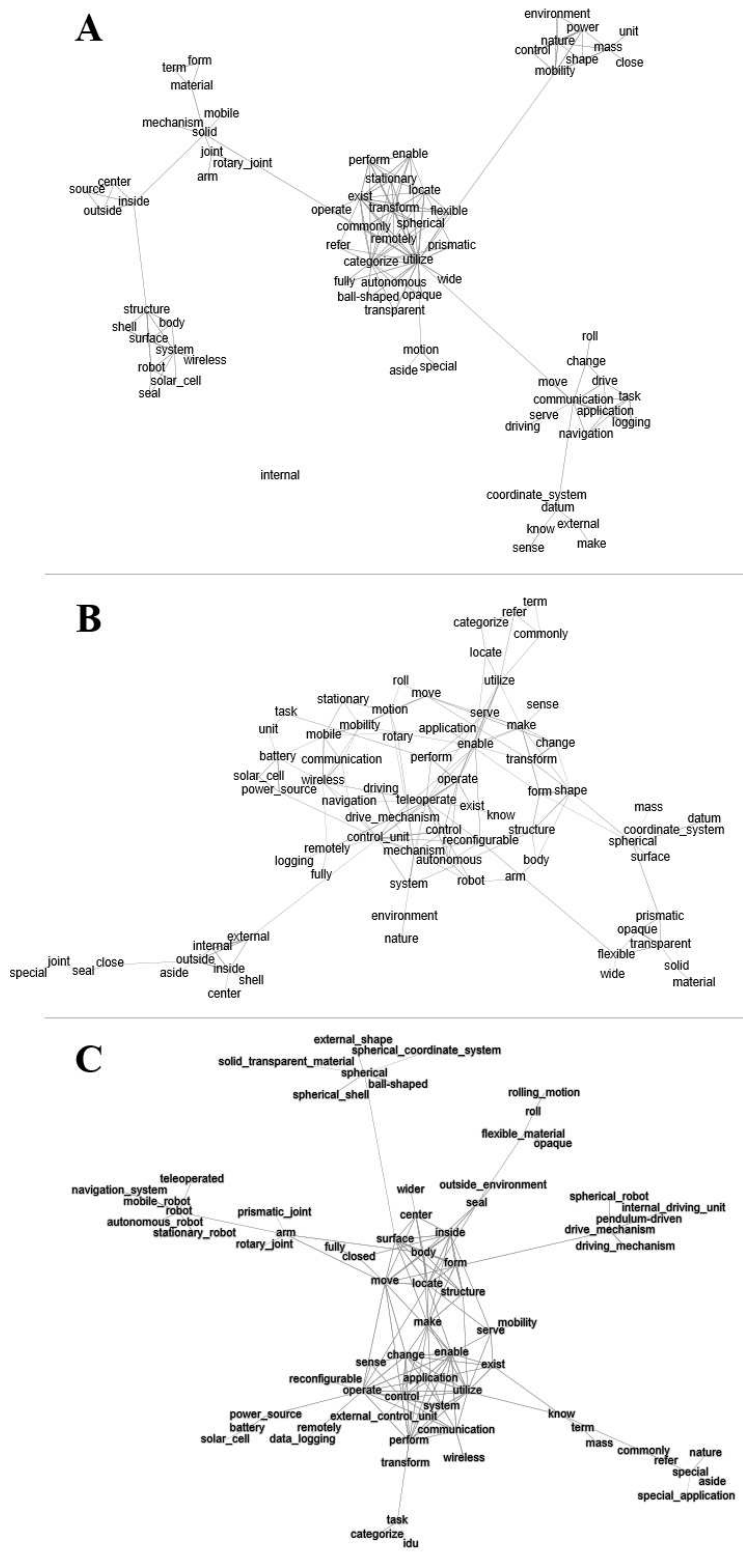 A
environment
power
unit
nature
control
mass
shape
close
mobility
form
term
material
mobile
mechanism
solid
joint
rotary_joint
arm
center
source
inside
outside
enable
perform
stationary
locate
exist
transform
operate
flexible
commonly
spherical
remotely
refer
prismatic
categorize
utilize
fully
autonomous
wide
ball-shaped
opaque
transparent
structure
shell
body
surface
system
wireless
robot
solar_cell
seal
motion
aside
special
roll
change
move
drive
communication
task
serve
application
driving
logging
navigation
internal
coordinate_system
datum
know
external
sense
make
B
term
refer
categorize
commonly
locate
utilize
roll
move
stationary
motion
sense
task
serve
unit
mobility
application
make
mobile
rotary
enable
change
battery
communication
perform
transform
solar_cell
wireless
operate
power_source
driving
form
shape
navigation
teleoperate
exist
know
mass
drive_mechanism
datum
control_unit
control
structure
coordinate_system
remotely
mechanism
reconfigurable
spherical
logging
autonomous
body
surface
fully
system
robot
arm
environment
prismatic
nature
opaque
external
internal
transparent
outside
flexible
joint
close
inside
solid
special
seal
aside
wide
shell
material
center
C
external_shape
spherical_coordinate_system
solid_transparent_material
spherical
ball-shaped
spherical_shell
rolling_motion
roll
flexible_material
opaque
teleoperated
navigation_system
mobile_robot
robot
autonomous_robot
stationary_robot
prismatic_joint
arm
rotary_joint
wider
outside_environment
seal
center
spherical_robot
internal_driving_unit
pendulum-driven
drive_mechanism
driving_mechanism
inside
surface
fully
body
closed
form
move
locate
structure
make
mobility
serve
change
enable
sense
exist
reconfigurable
application
operate
control
utilize
system
power_source
external_control_unit
know
battery
remotely
communication
term
solar_cell
data_logging
perform
mass
commonly
nature
transform
wireless
refer
special
aside
special_application
task
categorize
idu